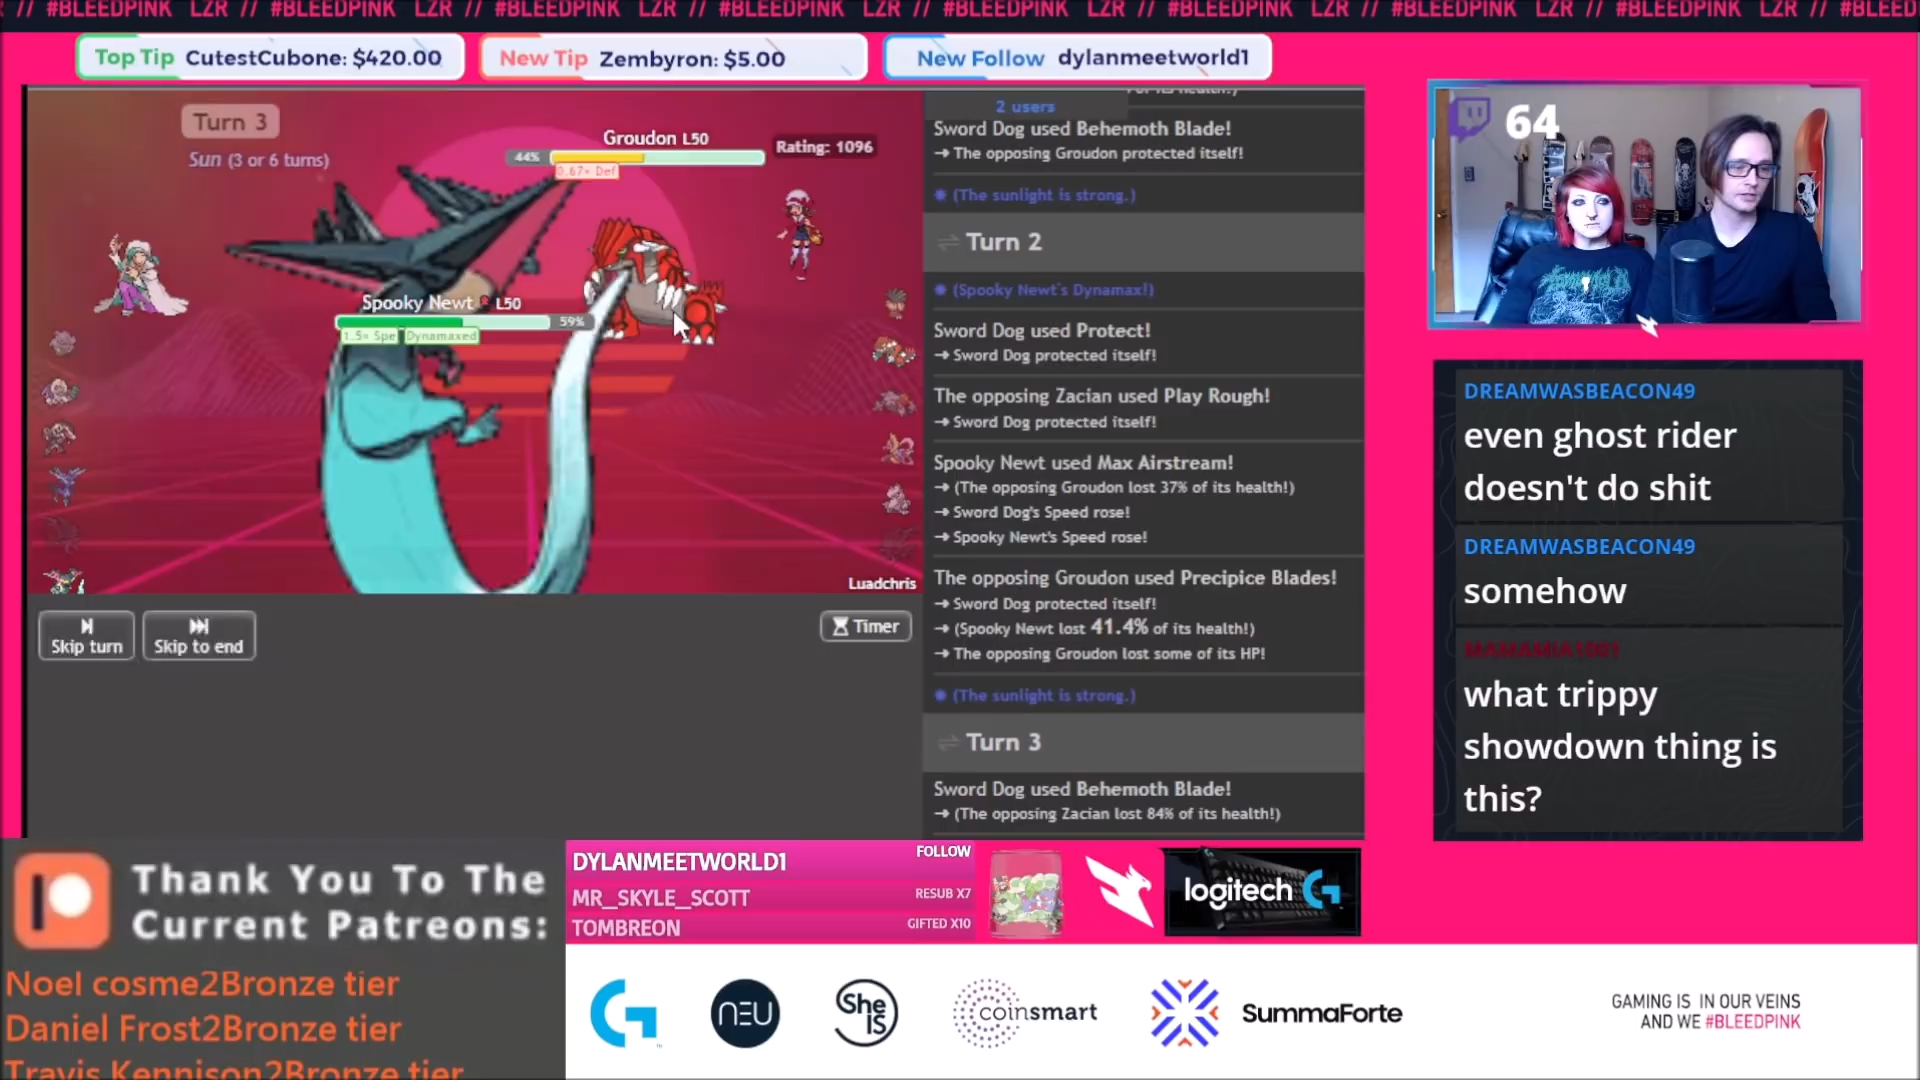 // #BLEEDPINK LZR // #BLEEDPINK LZR // #BLEEDPINK LZR // #BLEEDPINK LZR // #BLEEDPINK LZR // #BLEEDPINK LZR // #BLEEDPINK LZR // #BLEEDPINK LZR // #BLEED
Top Tip CutestCubone: $420.00
New Tip Zembyron: $5.00
New Follow dylanmeetworld1
Turn 3
Sun (3 or 6 turns)
Groudon L50
44%
0.67× Def
Rating: 1096
Spooky Newt L50
59%
1.5× Spe Dynamaxed
Luadchris
Skip turn
Skip to end
Timer
2 users
Sword Dog used Behemoth Blade!
→ The opposing Groudon protected itself!
(The sunlight is strong.)
Turn 2
(Spooky Newt's Dynamax!)
Sword Dog used Protect!
→ Sword Dog protected itself!
The opposing Zacian used Play Rough!
→ Sword Dog protected itself!
Spooky Newt used Max Airstream!
→ (The opposing Groudon lost 37% of its health!)
→ Sword Dog's Speed rose!
→ Spooky Newt's Speed rose!
The opposing Groudon used Precipice Blades!
→ Sword Dog protected itself!
→ (Spooky Newt lost 41.4% of its health!)
→ The opposing Groudon lost some of its HP!
(The sunlight is strong.)
Turn 3
Sword Dog used Behemoth Blade!
→ (The opposing Zacian lost 84% of its health!)
64
DREAMWASBEACON49
even ghost rider
doesn't do shit
DREAMWASBEACON49
somehow
MAMAMIA1001
what trippy
showdown thing is
this?
Thank You To The
Current Patreons:
Noel cosme2Bronze tier
Daniel Frost2Bronze tier
Travis Kennison2Bronze tier
DYLANMEETWORLD1 FOLLOW
MR_SKYLE_SCOTT RESUB X7
TOMBREON GIFTED X10
logitech G
NEU
She IS
coinsmart
SummaForte
GAMING IS IN OUR VEINS
AND WE #BLEEDPINK